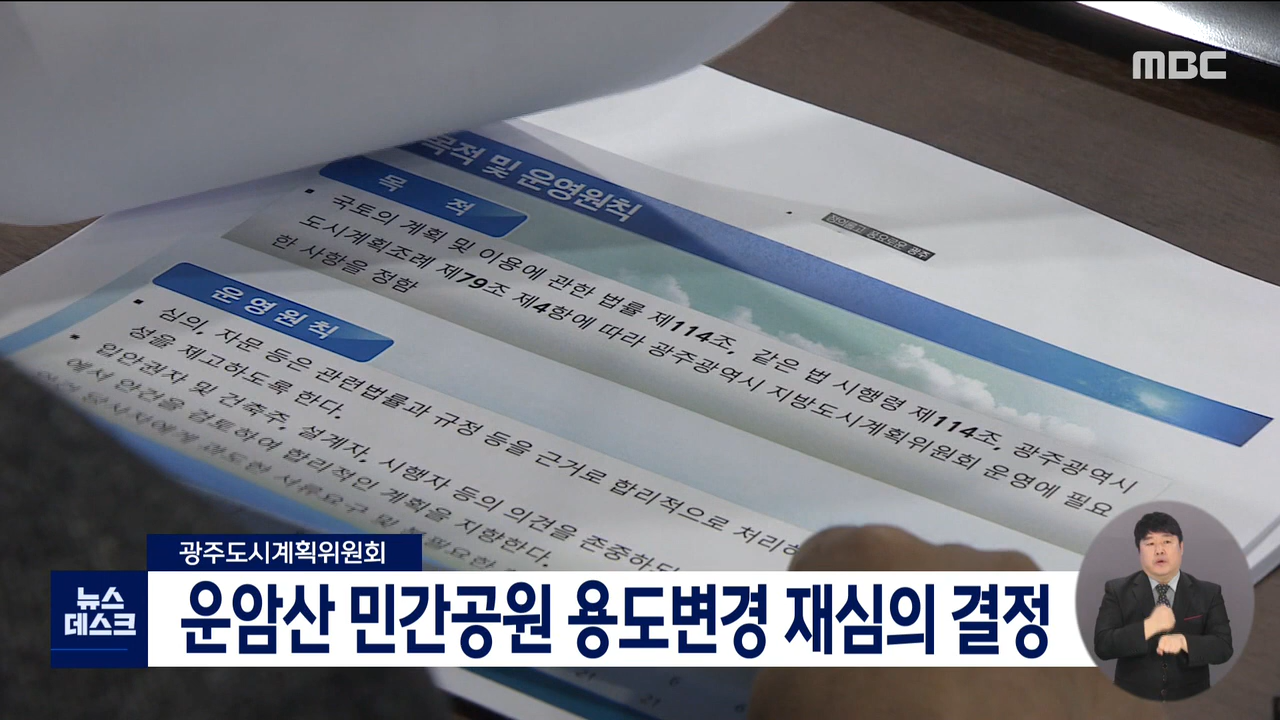 MBC
목적 및 운영원칙
목 적
국토의 계획 및 이용에 관한 법률 제114조, 같은 법 시행령 제114조, 광주광역시
도시계획조례 제79조 제4항에 따라 광주광역시 지방도시계획위원회 운영에 필요
한 사항을 정함
운영원칙
심의, 자문 등은 관련법률과 규정 등을 근거로 합리적으로 처리하
성을 제고하도록 한다.
입안권자 및 건축주, 설계자, 시행자 등의 의견을 존중하되
에서 안건을 검토하여 합리적인 계획을 지향한다.
광주도시계획위원회
뉴스
데스크
운암산 민간공원 용도변경 재심의 결정